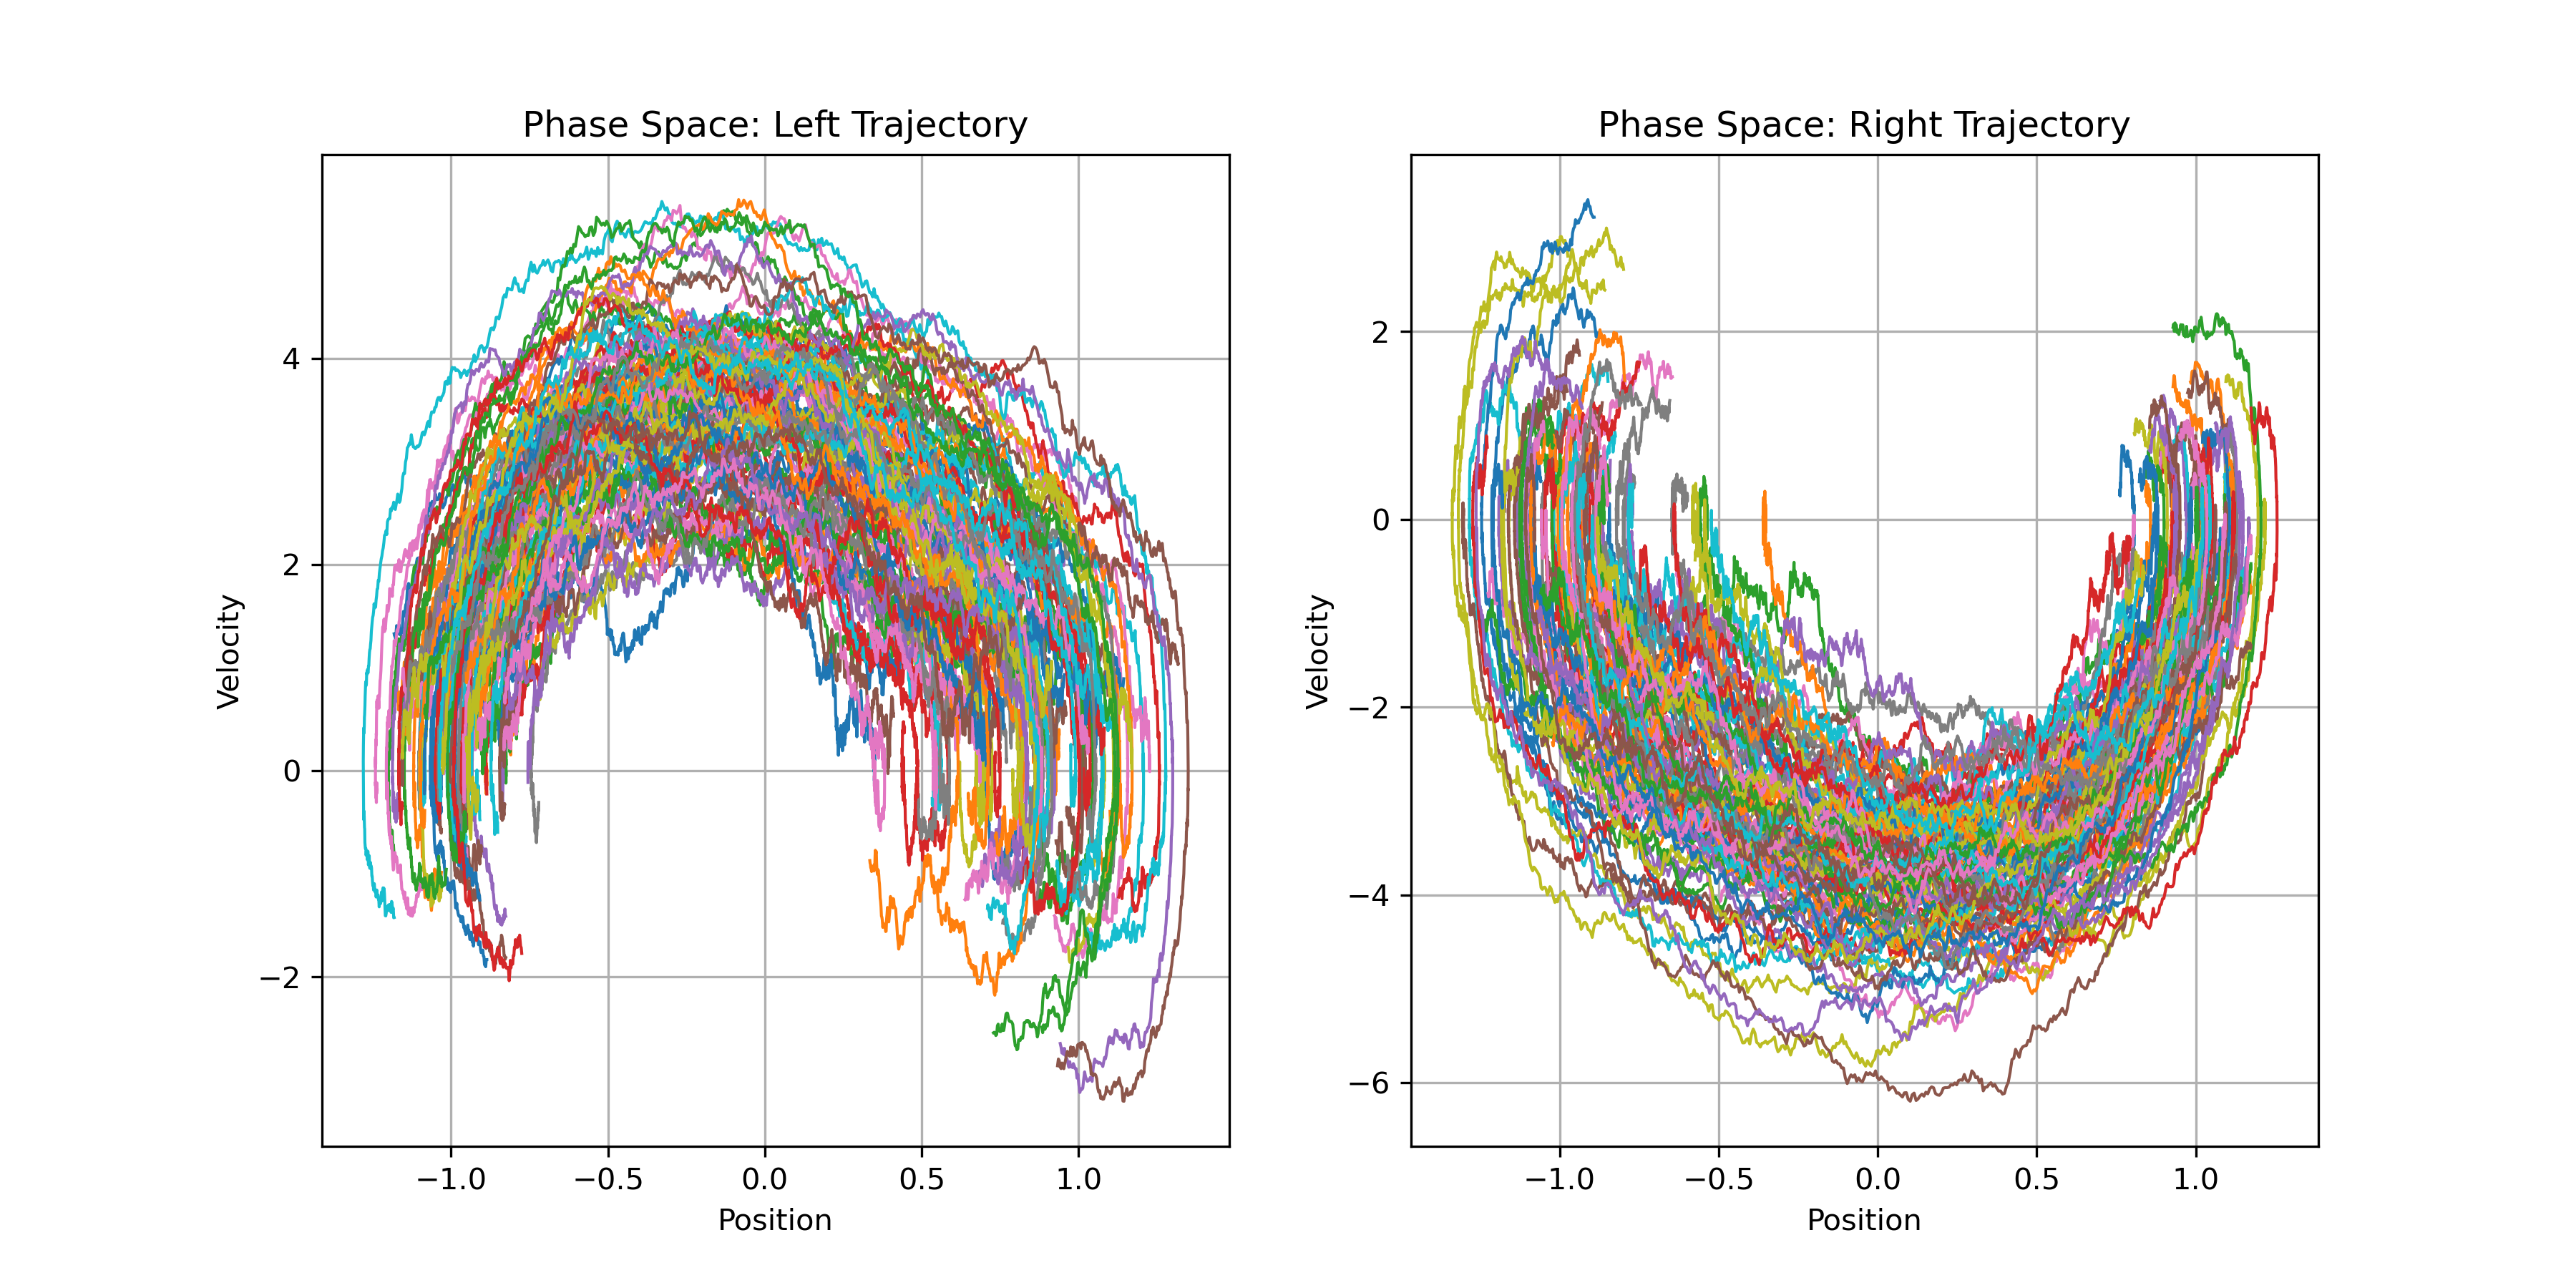 Phase Space: Left Trajectory
Velocity
4
2
0
−2
−1.0 −0.5 0.0 0.5 1.0
Position
Phase Space: Right Trajectory
Velocity
2
0
−2
−4
−6
−1.0 −0.5 0.0 0.5 1.0
Position